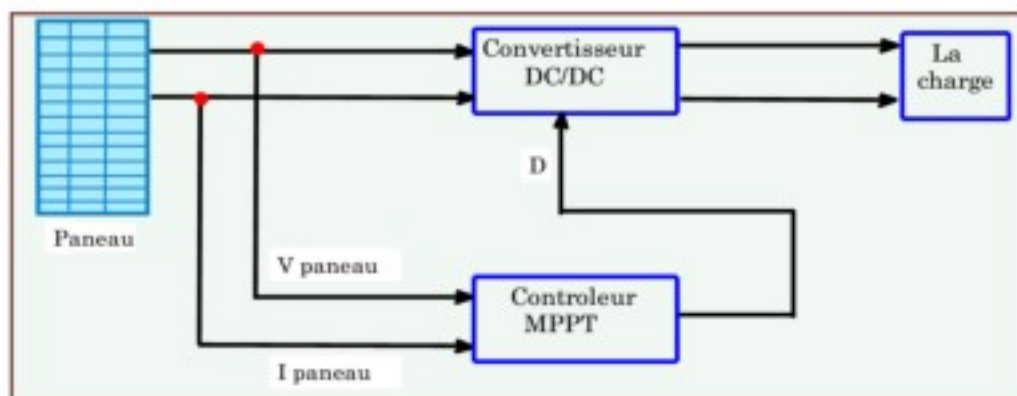 Convertisseur
DC/DC
La
charge
D
Paneau
V paneau
Controleur
MPPT
I paneau